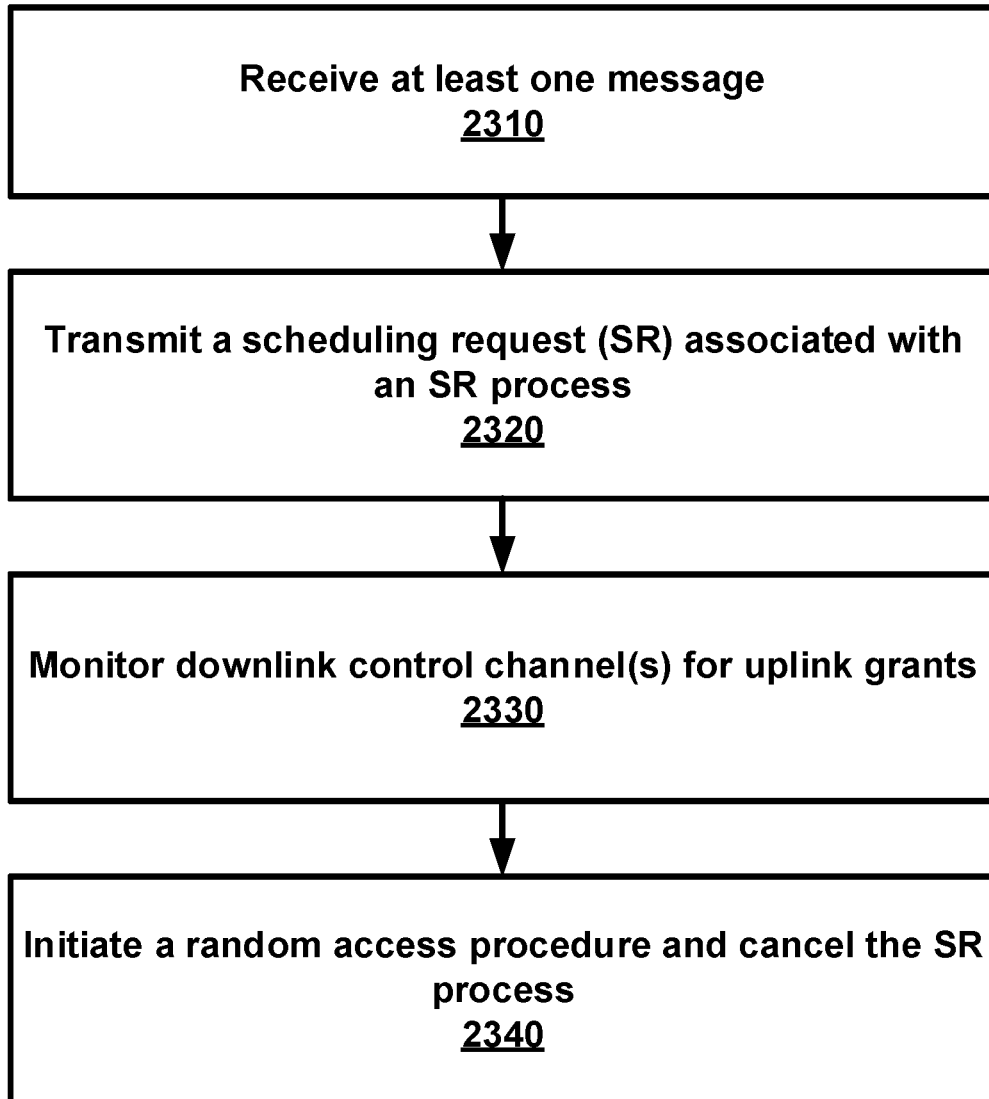 Receive at least one message
2310
Transmit a scheduling request (SR) associated with
an SR process
2320
Monitor downlink control channel(s) for uplink grants
2330
Initiate a random access procedure and cancel the SR
process
2340